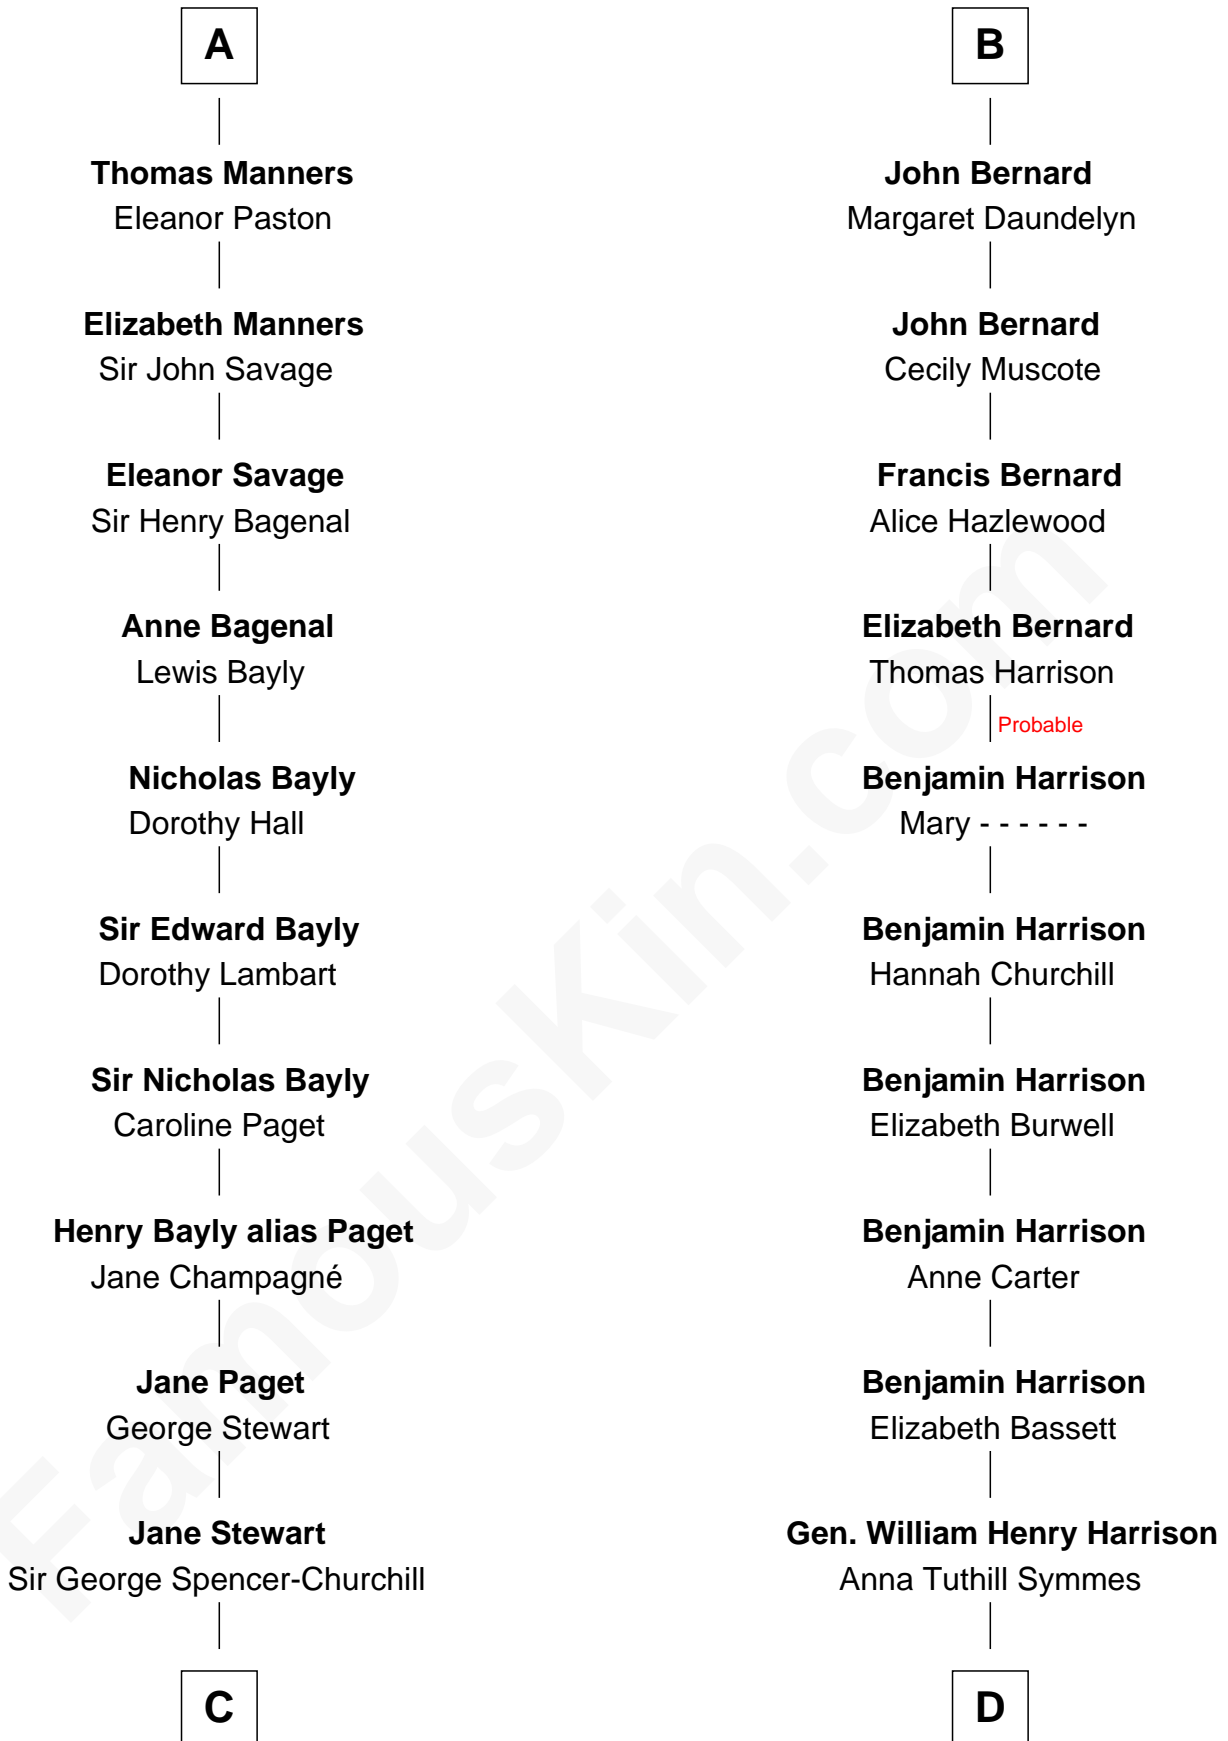 A
Thomas Manners
Eleanor Paston
Elizabeth Manners
Sir John Savage
Eleanor Savage
Sir Henry Bagenal
Anne Bagenal
Lewis Bayly
Nicholas Bayly
Dorothy Hall
Sir Edward Bayly
Dorothy Lambart
Sir Nicholas Bayly
Caroline Paget
Henry Bayly alias Paget
Jane Champagné
Jane Paget
George Stewart
Jane Stewart
Sir George Spencer-Churchill
C
B
John Bernard
Margaret Daundelyn
John Bernard
Cecily Muscote
Francis Bernard
Alice Hazlewood
Elizabeth Bernard
Thomas Harrison
Probable
Benjamin Harrison
Mary - - - - - -
Benjamin Harrison
Hannah Churchill
Benjamin Harrison
Elizabeth Burwell
Benjamin Harrison
Anne Carter
Benjamin Harrison
Elizabeth Bassett
Gen. William Henry Harrison
Anna Tuthill Symmes
D
FamousKin.com